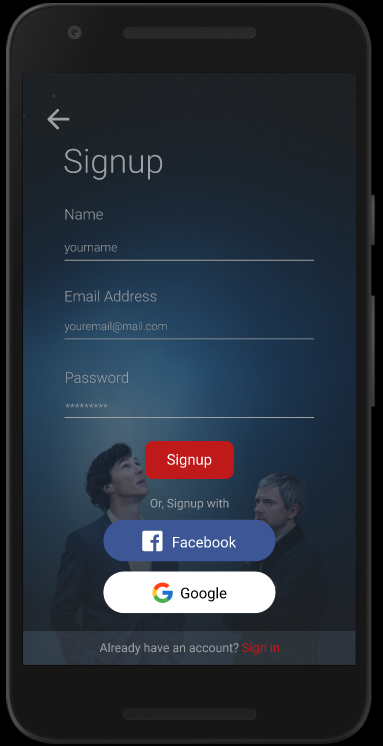 Signup
Name
yourname
Email Address
youremail@mail.com
Password
*********
Signup
Or, Signup with
Facebook
Google
Already have an account? Sign in